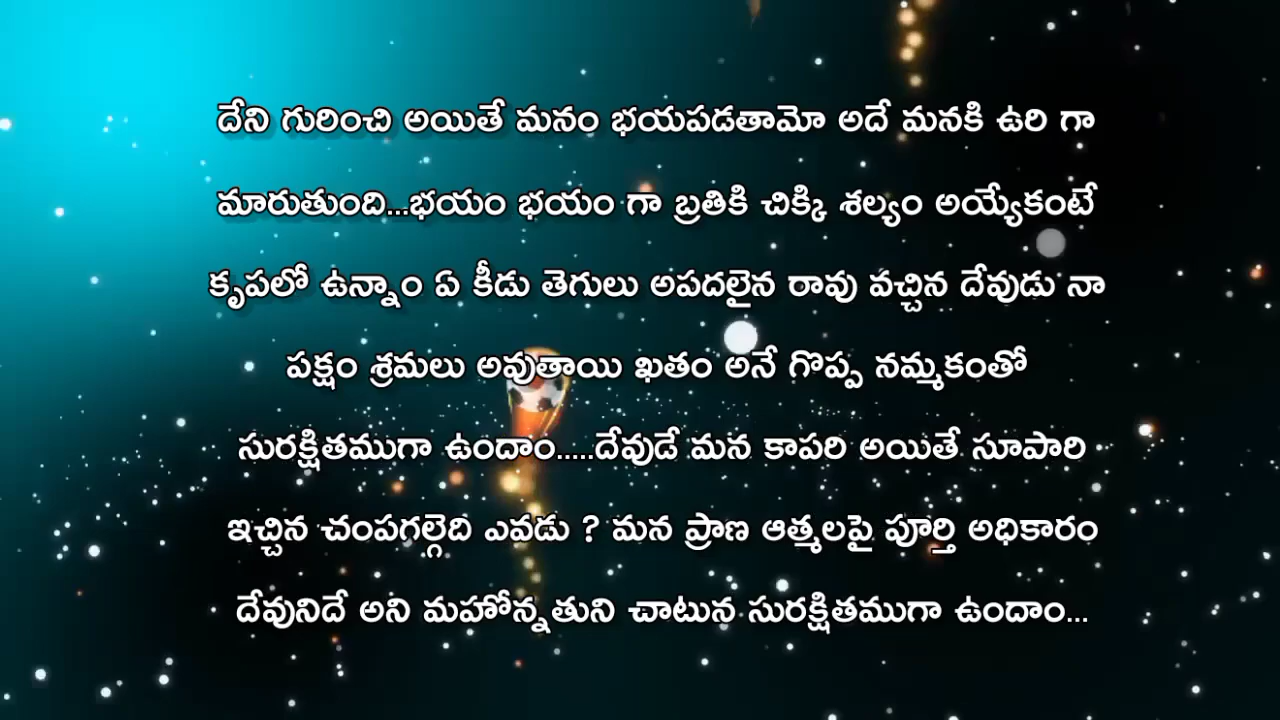 దేని గురించి అయితే మనం భయపడతామో అదే మనకి ఉరి గా
మారుతుంది...భయం భయం గా బ్రతికి చిక్కి శల్యం అయ్యేకంటే
కృపలో ఉన్నాం ఏ కీడు తెగులు అపదలైన రావు వచ్చిన దేవుడు నా
పక్షం శ్రమలు అవుతాయి ఖతం అనే గొప్ప నమ్మకంతో
సురక్షితముగా ఉందాం.....దేవుడే మన కాపరి అయితే సూపారి
ఇచ్చిన చంపగల్గెది ఎవడు ? మన ప్రాణ ఆత్మలపై పూర్తి అధికారం
దేవునిదే అని మహోన్నతుని చాటున సురక్షితముగా ఉందాం...